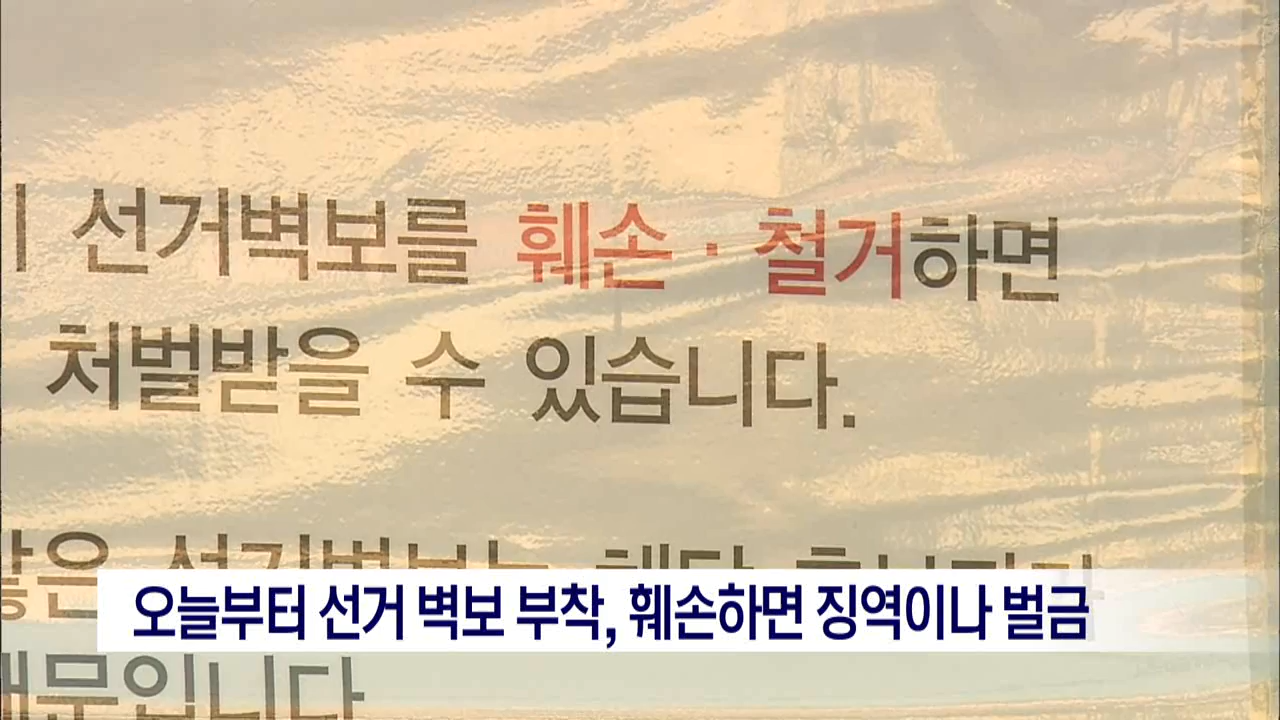 선거벽보를 훼손·철거하면
처벌받을 수 있습니다.
오늘부터 선거 벽보 부착, 훼손하면 징역이나 벌금